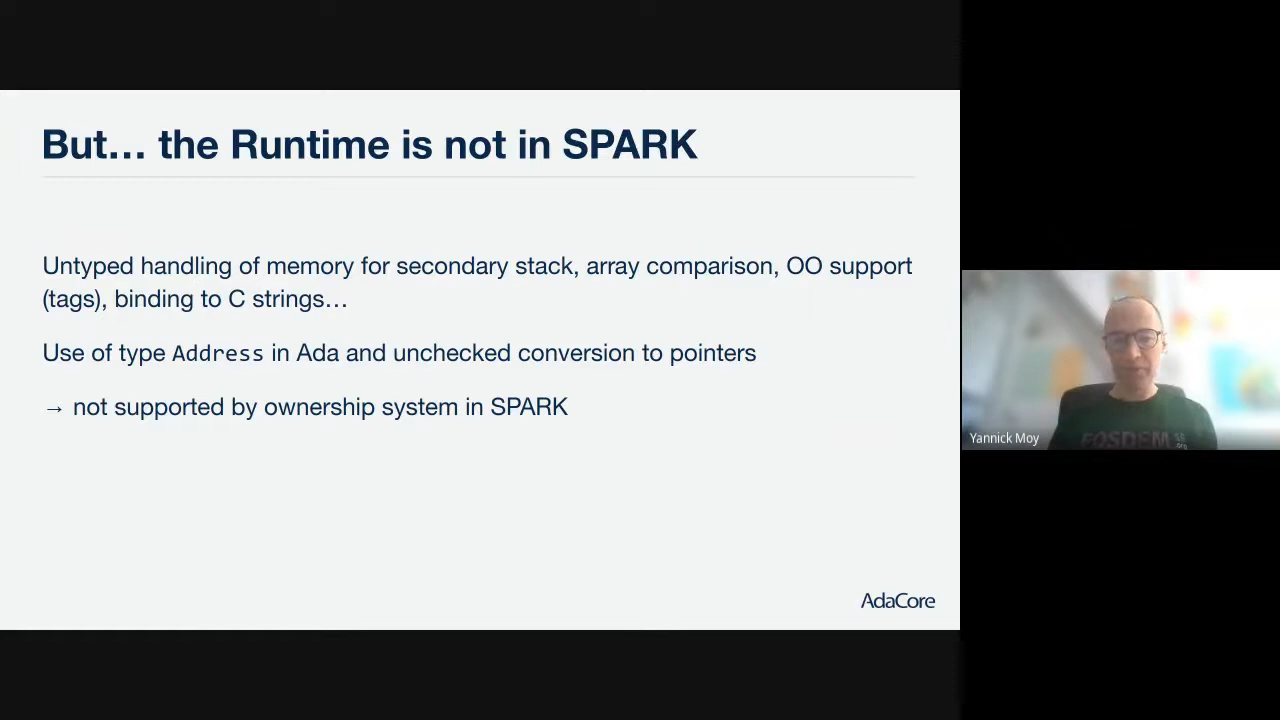 But… the Runtime is not in SPARK
Untyped handling of memory for secondary stack, array comparison, OO support
(tags), binding to C strings…
Use of type Address in Ada and unchecked conversion to pointers
→ not supported by ownership system in SPARK
AdaCore
Yannick Moy
FOSDEM
.org